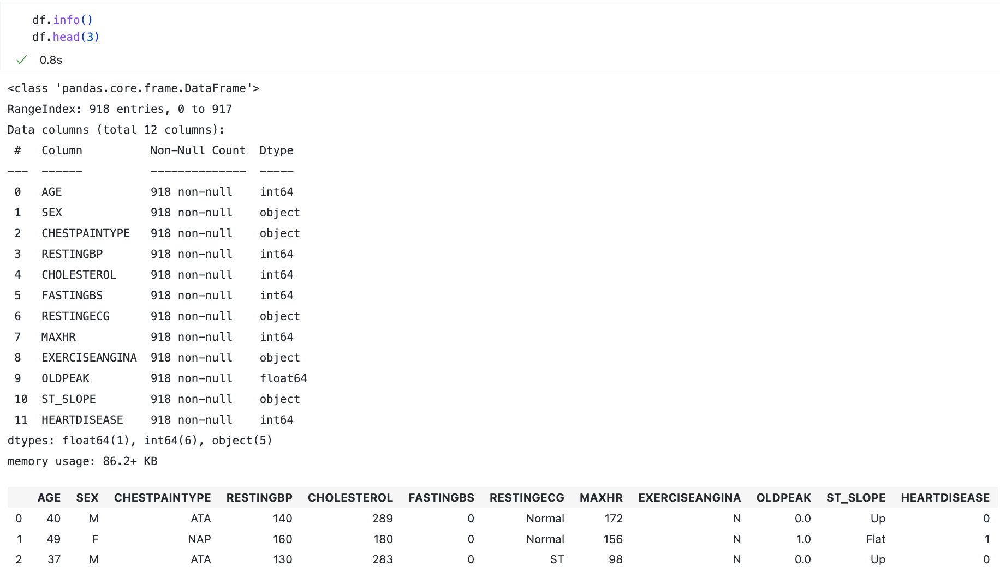 df.info()
df.head(3)
0.8s
<class 'pandas.core.frame.DataFrame'>
RangeIndex: 918 entries, 0 to 917
Data columns (total 12 columns):
 #   Column          Non-Null Count  Dtype
---  ------          --------------  -----
 0   AGE             918 non-null    int64
 1   SEX             918 non-null    object
 2   CHESTPAINTYPE   918 non-null    object
 3   RESTINGBP       918 non-null    int64
 4   CHOLESTEROL     918 non-null    int64
 5   FASTINGBS       918 non-null    int64
 6   RESTINGECG      918 non-null    object
 7   MAXHR           918 non-null    int64
 8   EXERCISEANGINA  918 non-null    object
 9   OLDPEAK         918 non-null    float64
 10  ST_SLOPE        918 non-null    object
 11  HEARTDISEASE    918 non-null    int64
dtypes: float64(1), int64(6), object(5)
memory usage: 86.2+ KB
AGE SEX CHESTPAINTYPE RESTINGBP CHOLESTEROL FASTINGBS RESTINGECG MAXHR EXERCISEANGINA OLDPEAK ST_SLOPE HEARTDISEASE
0 40 M ATA 140 289 0 Normal 172 N 0.0 Up 0
1 49 F NAP 160 180 0 Normal 156 N 1.0 Flat 1
2 37 M ATA 130 283 0 ST 98 N 0.0 Up 0